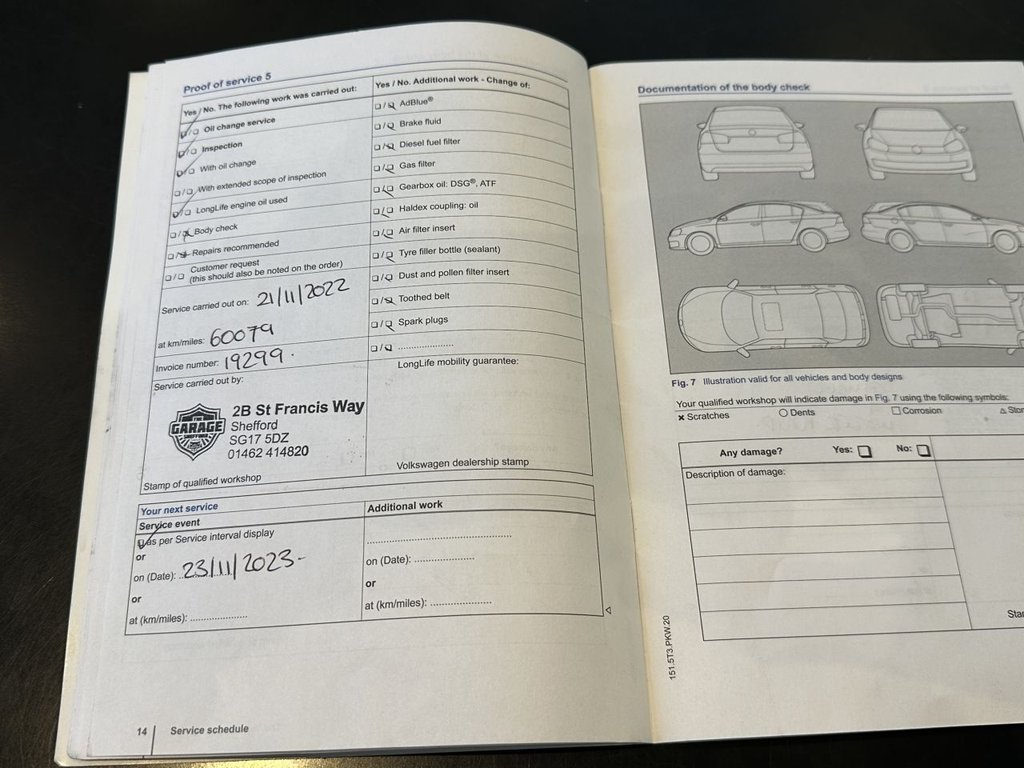 Proof of service 5
Yes / No. The following work was carried out:
Oil change service
Inspection
With oil change
With extended scope of inspection
LongLife engine oil used
Body check
Repairs recommended
Customer request
(this should also be noted on the order)
Service carried out on: 21/11/2022
at km/miles: 60079
Invoice number: 19299.
Service carried out by:
THE
GARAGE
SHEFFORD
2B St Francis Way
Shefford
SG17 5DZ
01462 414820
Stamp of qualified workshop
Yes / No. Additional work - Change of:
AdBlue®
Brake fluid
Diesel fuel filter
Gas filter
Gearbox oil: DSG®, ATF
Haldex coupling: oil
Air filter insert
Tyre filler bottle (sealant)
Dust and pollen filter insert
Toothed belt
Spark plugs
LongLife mobility guarantee:
Volkswagen dealership stamp
Your next service
Service event
as per Service interval display
or
on (Date): 23/11/2023-
or
at (km/miles): ......................
Additional work
on (Date): ......................
or
at (km/miles): ......................
14 Service schedule
Documentation of the body check
Fig. 7 Illustration valid for all vehicles and body designs
Your qualified workshop will indicate damage in Fig. 7 using the following symbols:
Scratches
Dents
Corrosion
Any damage? Yes: No:
Description of damage:
151.5T3.PKW.20